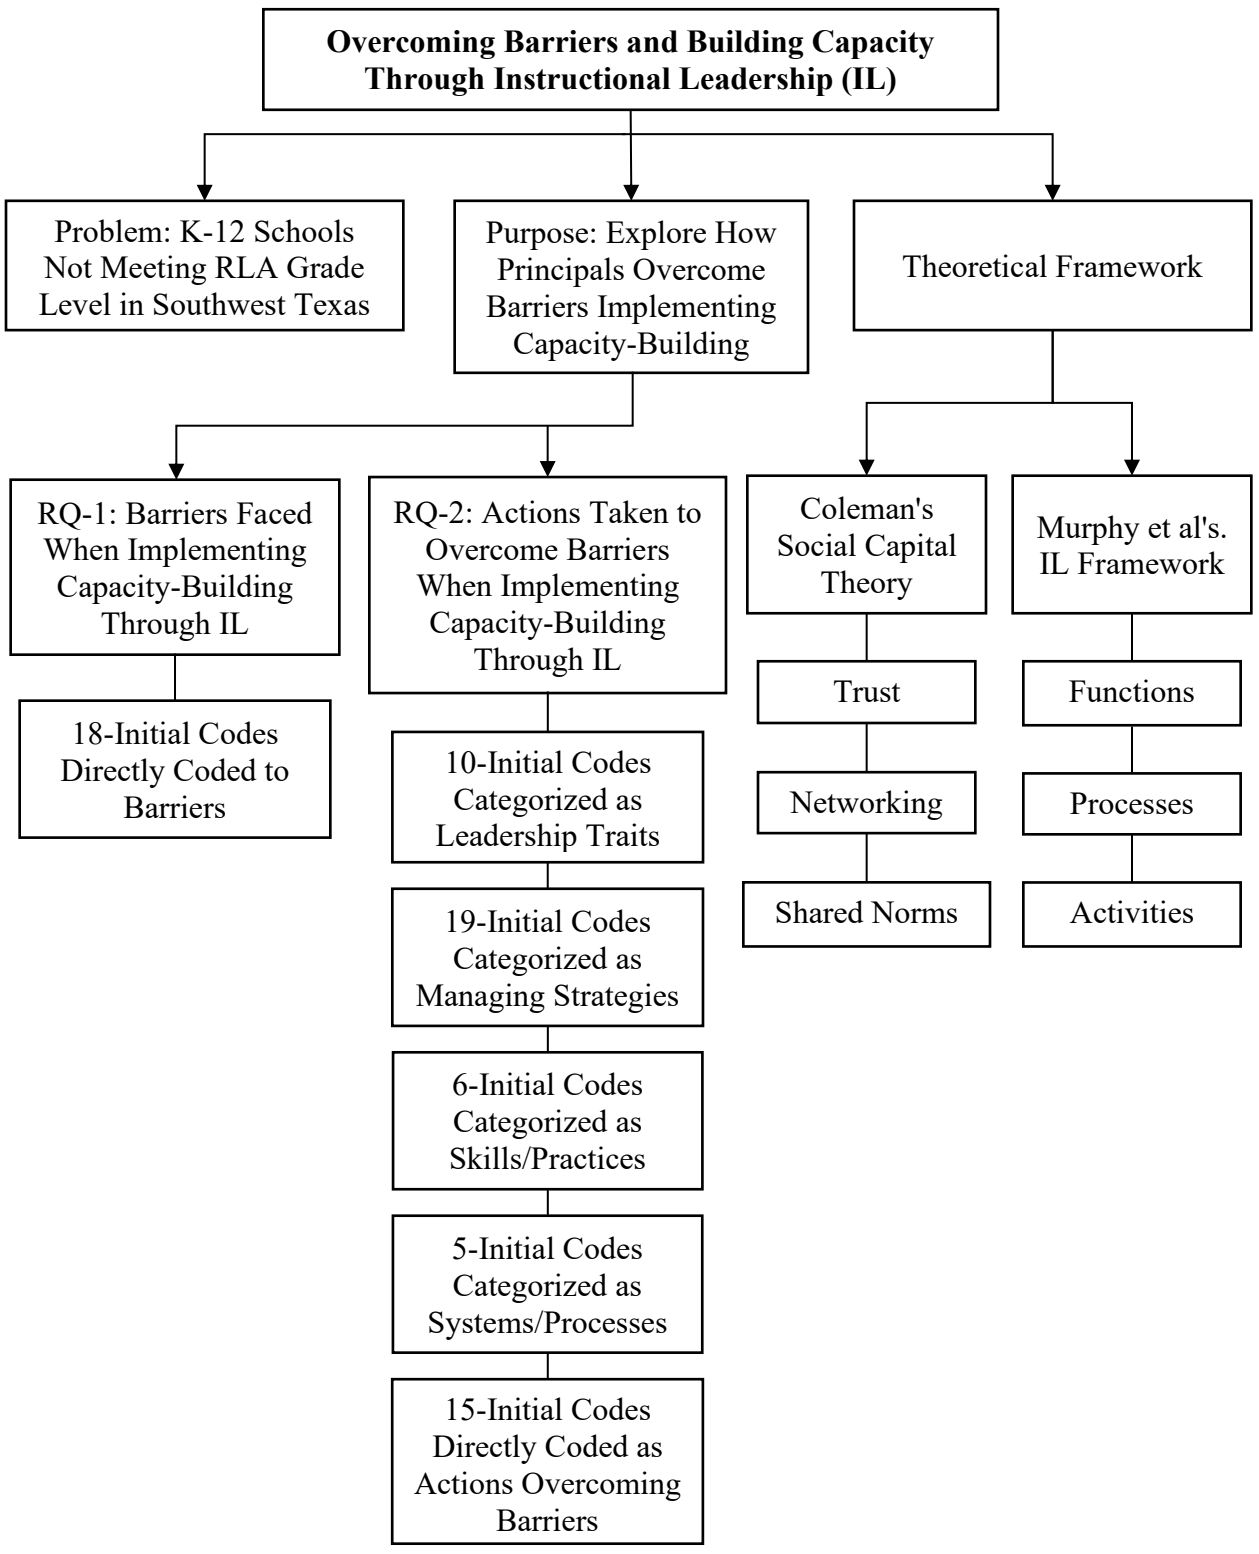 Overcoming Barriers and Building Capacity
Through Instructional Leadership (IL)
Problem: K-12 Schools
Not Meeting RLA Grade
Level in Southwest Texas
Purpose: Explore How
Principals Overcome
Barriers Implementing
Capacity-Building
Theoretical Framework
RQ-1: Barriers Faced
When Implementing
Capacity-Building
Through IL
18-Initial Codes
Directly Coded to
Barriers
RQ-2: Actions Taken to
Overcome Barriers
When Implementing
Capacity-Building
Through IL
10-Initial Codes
Categorized as
Leadership Traits
19-Initial Codes
Categorized as
Managing Strategies
6-Initial Codes
Categorized as
Skills/Practices
5-Initial Codes
Categorized as
Systems/Processes
15-Initial Codes
Directly Coded as
Actions Overcoming
Barriers
Coleman's
Social Capital
Theory
Trust
Networking
Shared Norms
Murphy et al's.
IL Framework
Functions
Processes
Activities